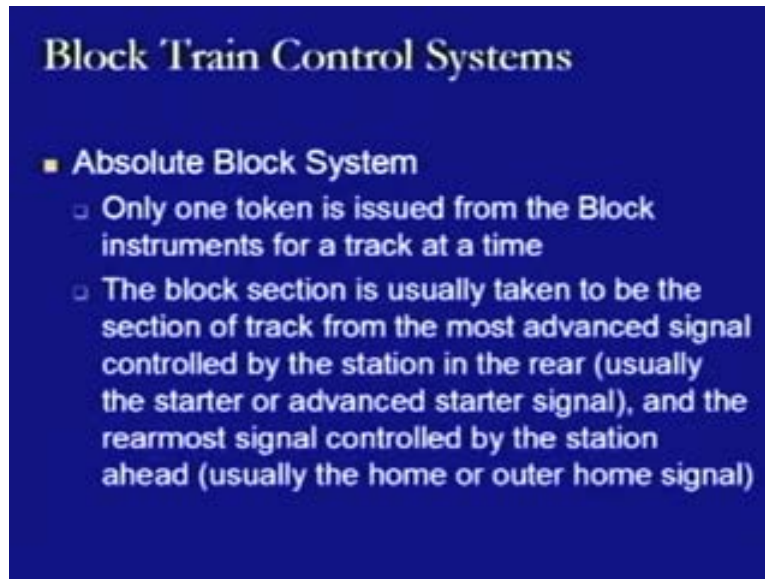 Block Train Control Systems
Absolute Block System
Only one token is issued from the Block
instruments for a track at a time
The block section is usually taken to be the
section of track from the most advanced signal
controlled by the station in the rear (usually
the starter or advanced starter signal), and the
rearmost signal controlled by the station
ahead (usually the home or outer home signal)